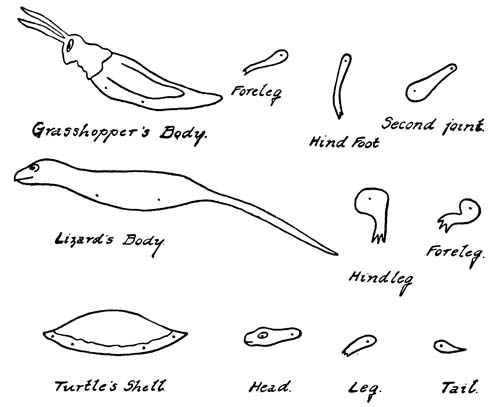 Foreleg
Grasshopper's Body.
Hind Foot
Second joint.
Lizard's Body.
Hindleg
Foreleg.
Turtle's Shell
Head.
Leg.
Tail.